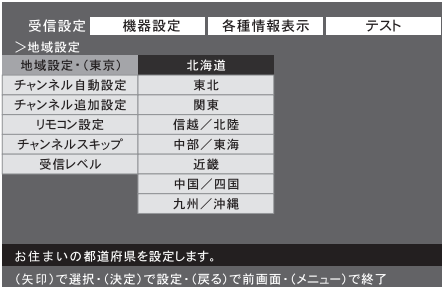 受信設定 機器設定 各種情報表示 テスト
＞地域設定
地域設定・（東京） 北海道
チャンネル自動設定 東北
チャンネル追加設定 関東
リモコン設定 信越／北陸
チャンネルスキップ 中部／東海
受信レベル 近畿
中国／四国
九州／沖縄
お住まいの都道府県を設定します。
（矢印）で選択・（決定）で設定・（戻る）で前画面・（メニュー）で終了